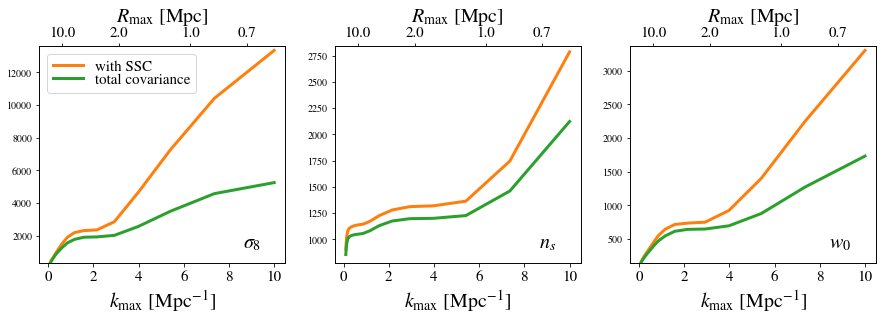 R_max [Mpc] R_max [Mpc] R_max [Mpc]
10.0 2.0 1.0 0.7 10.0 2.0 1.0 0.7 10.0 2.0 1.0 0.7
with SSC
total covariance
12000
10000
8000
6000
4000
2000
σ_8
0 2 4 6 8 10
k_max [Mpc⁻¹]
2750
2500
2250
2000
1750
1500
1250
1000
n_s
0 2 4 6 8 10
k_max [Mpc⁻¹]
3000
2500
2000
1500
1000
500
w_0
0 2 4 6 8 10
k_max [Mpc⁻¹]